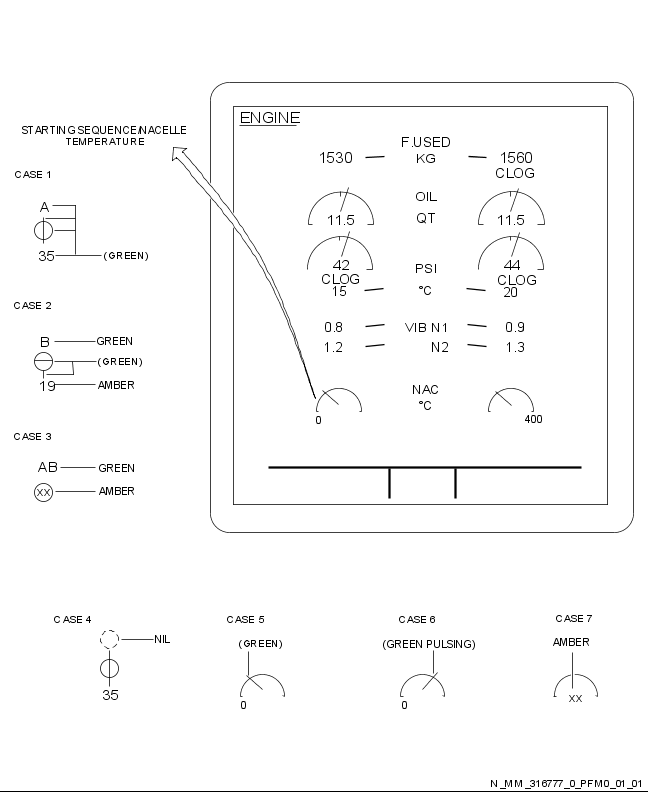 STARTING SEQUENCE/NACELLE
TEMPERATURE
CASE 1
A
35 (GREEN)
CASE 2
B GREEN
(GREEN)
19 AMBER
CASE 3
AB GREEN
XX AMBER
ENGINE
F.USED
1530 KG 1560
CLOG
OIL
11.5 QT 11.5
42 PSI 44
CLOG CLOG
15 °C 20
0.8 VIB N1 0.9
1.2 N2 1.3
NAC
°C
0 400
CASE 4
NIL
35
CASE 5
(GREEN)
0
CASE 6
(GREEN PULSING)
0
CASE 7
AMBER
XX
N_MM_316777_0_PFM0_01_01